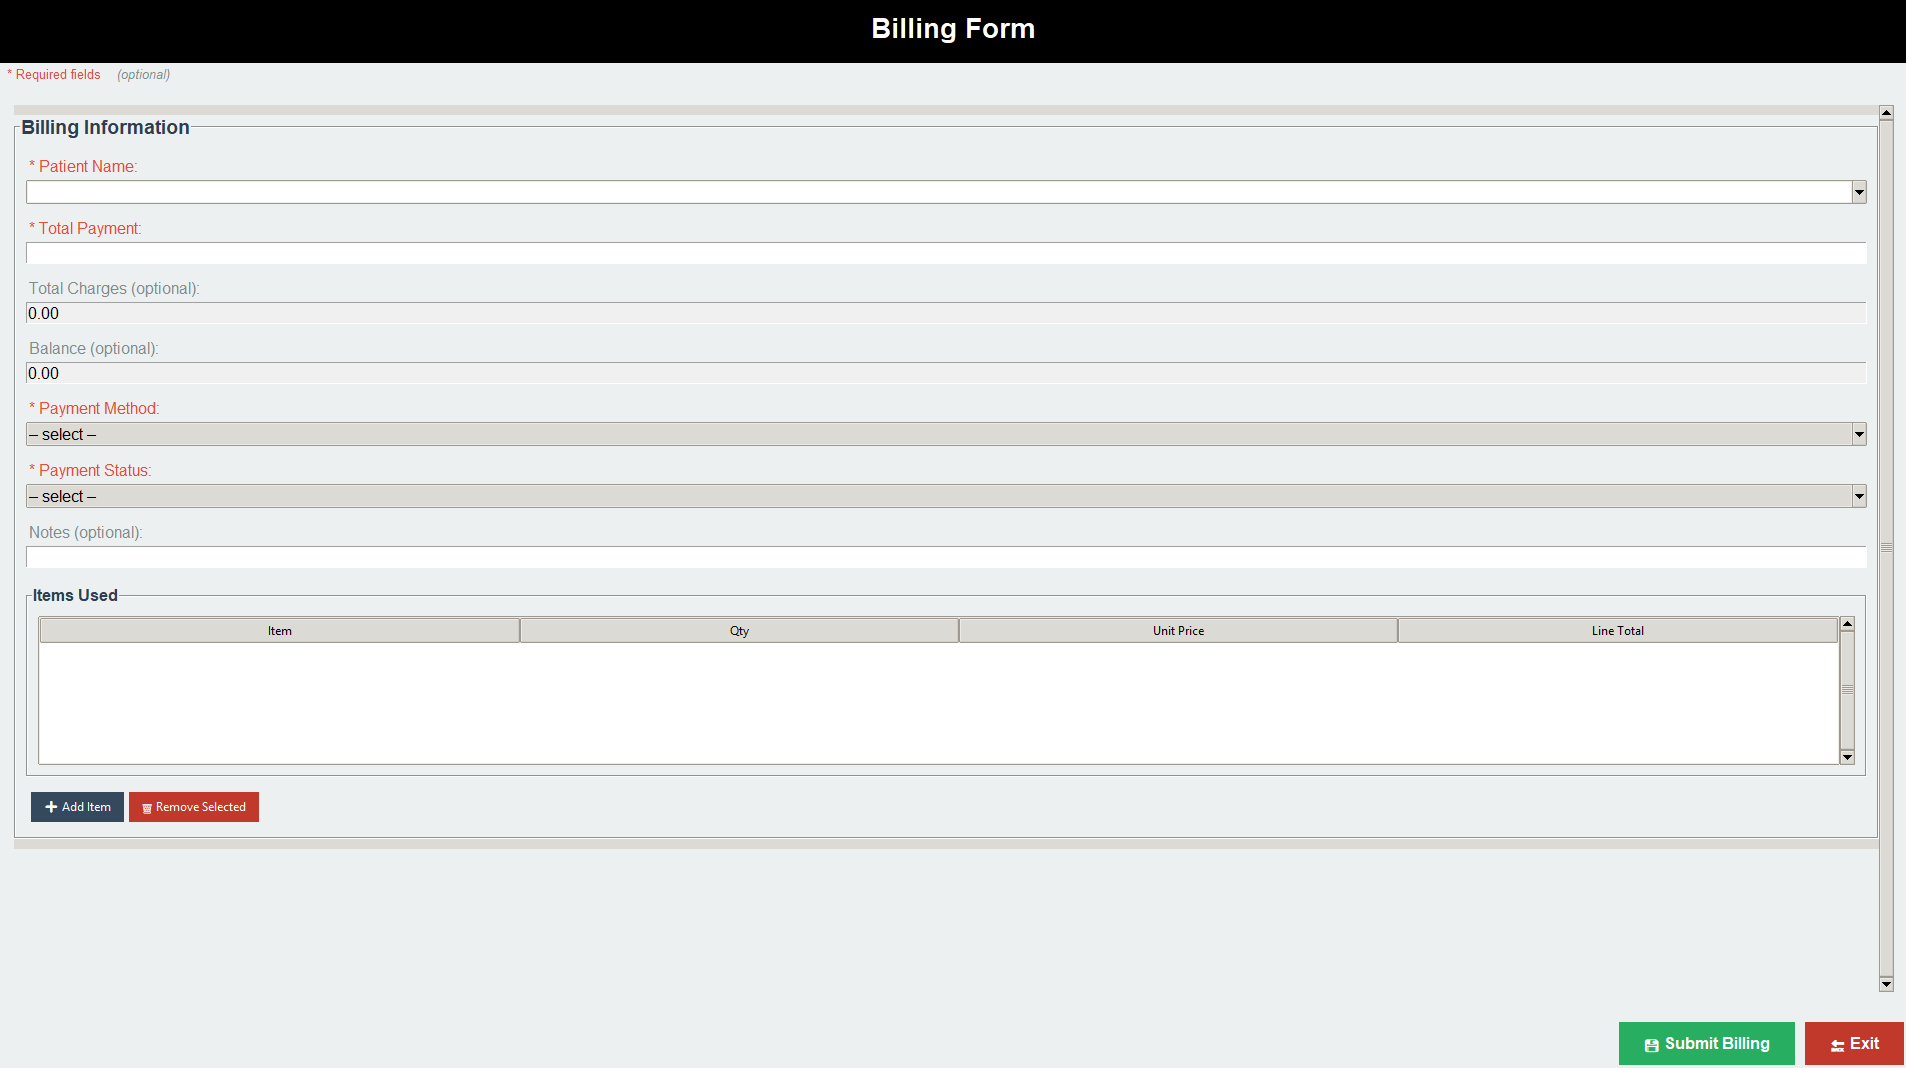 Billing Form
* Required fields (optional)
Billing Information
* Patient Name:
* Total Payment:
Total Charges (optional):
0.00
Balance (optional):
0.00
* Payment Method:
– select –
* Payment Status:
– select –
Notes (optional):
Items Used
Item Qty Unit Price Line Total
Add Item Remove Selected
Submit Billing Exit